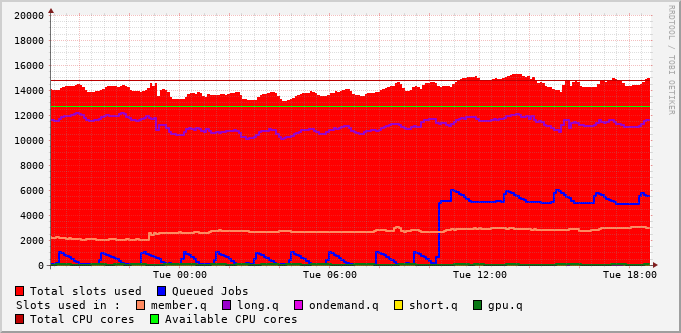 RRDTOOL / TOBI OETIKER
20000
18000
16000
14000
12000
10000
8000
6000
4000
2000
0
Tue 00:00 Tue 06:00 Tue 12:00 Tue 18:00
Total slots used Queued Jobs
Slots used in : member.q long.q ondemand.q short.q gpu.q
Total CPU cores Available CPU cores